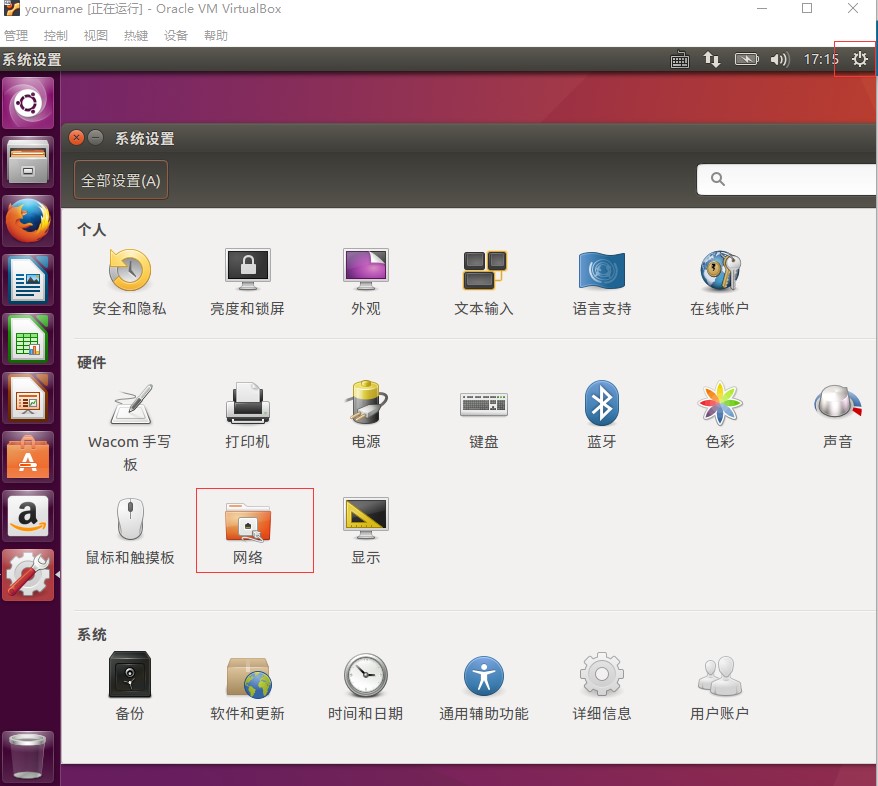 yourname [正在运行] - Oracle VM VirtualBox
管理 控制 视图 热键 设备 帮助
系统设置 17:15
系统设置
全部设置(A)
个人
安全和隐私 亮度和锁屏 外观 文本输入 语言支持 在线帐户
硬件
Wacom 手写板 打印机 电源 键盘 蓝牙 色彩 声音
鼠标和触摸板 网络 显示
系统
备份 软件和更新 时间和日期 通用辅助功能 详细信息 用户账户